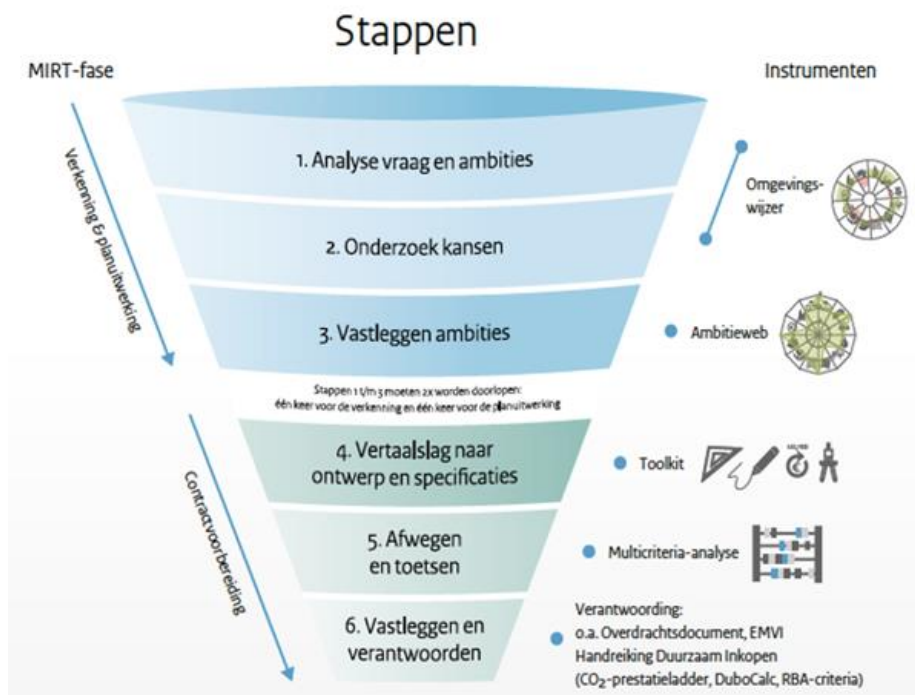 Stappen
MIRT-fase
Instrumenten
Verkenning & planuitwerking
1. Analyse vraag en ambities
Omgevings-
wijzer
2. Onderzoek kansen
3. Vastleggen ambities
Ambitieweb
Stappen 1 t/m 3 moeten 2x worden doorlopen:
één keer voor de verkenning en één keer voor de planuitwerking
Contractvoorbereiding
4. Vertaalslag naar
ontwerp en specificaties
Toolkit
5. Afwegen
en toetsen
Multicriteria-analyse
6. Vastleggen en
verantwoorden
Verantwoording:
o.a. Overdrachtsdocument, EMVI
Handreiking Duurzaam Inkopen
(CO₂-prestatieladder, DuboCalc, RBA-criteria)